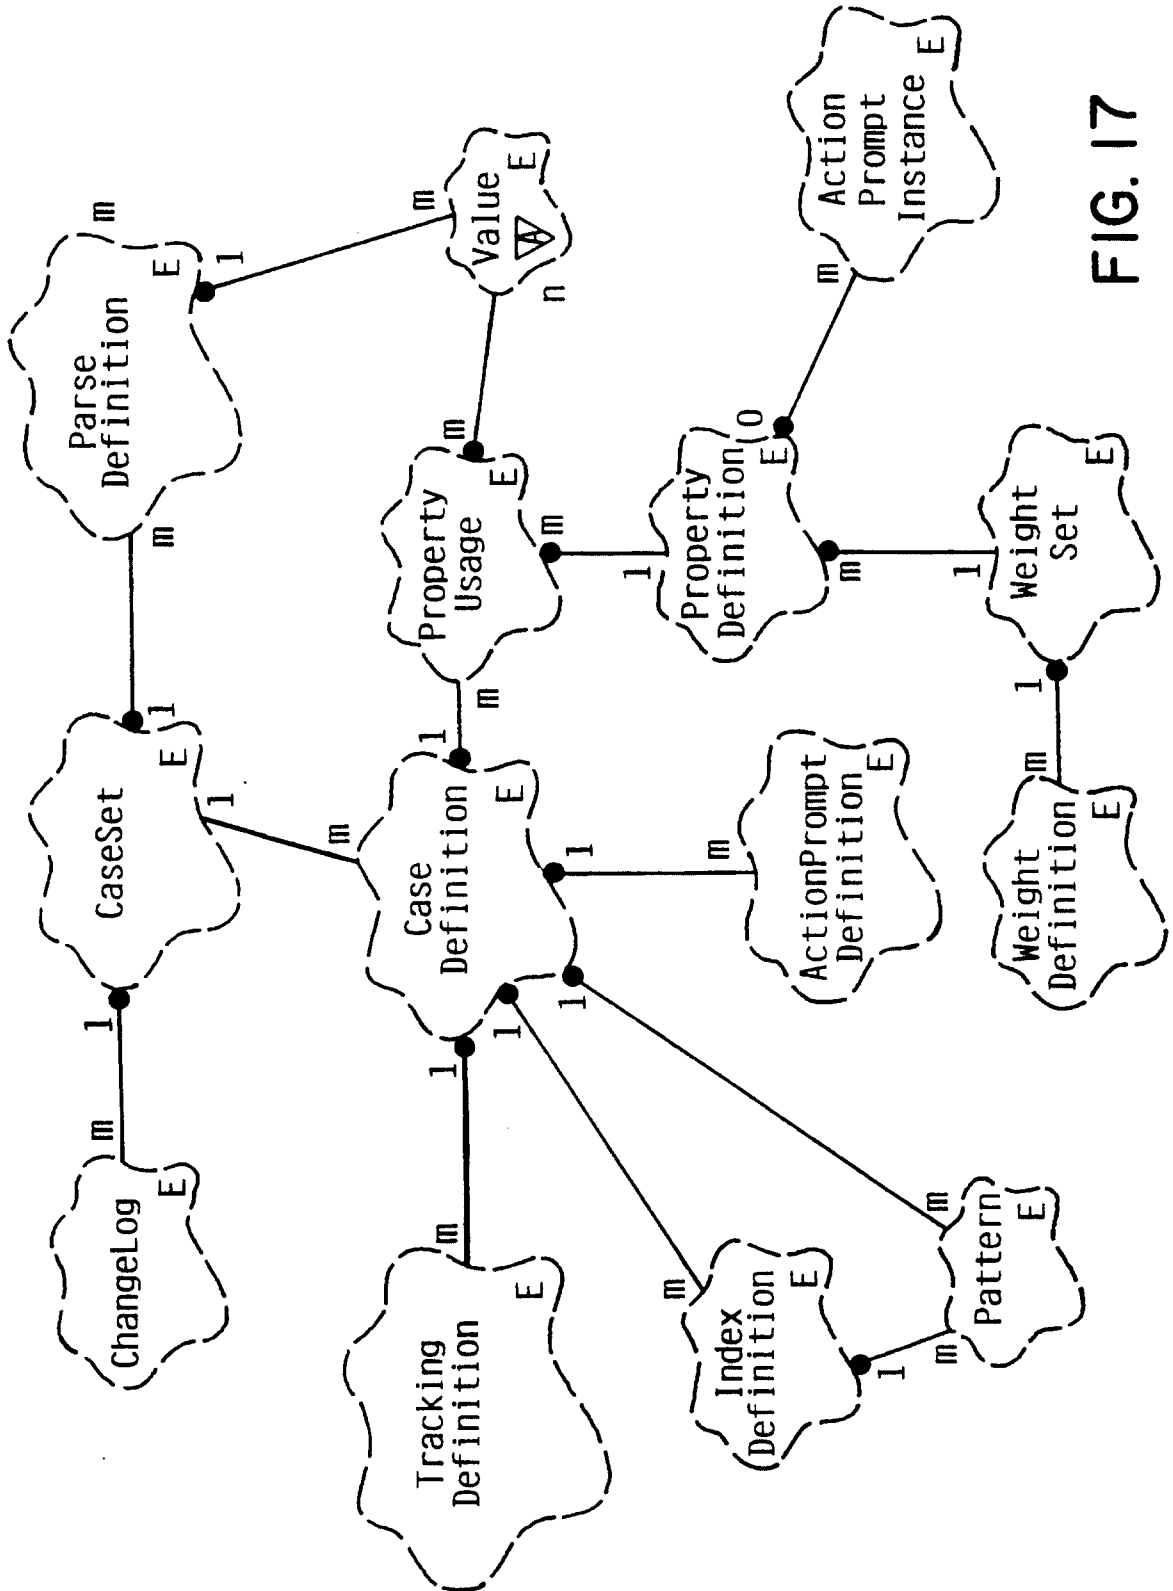 ChangeLog
E
m
1
CaseSet
E
1
m
Parse
Definition
E
m
1
1
m
m
Tracking
Definition
E
m
1
Case
Definition
E
1
m
Property
Usage
E
m
n
Value
A
E
1
1
1
m
m
1
m
Index
Definition
E
1
m
m
Pattern
E
ActionPrompt
Definition
E
Property
Definition
E
0
m
m
Action
Prompt
Instance
E
1
Weight
Definition
E
m
1
Weight
Set
E
FIG. 17